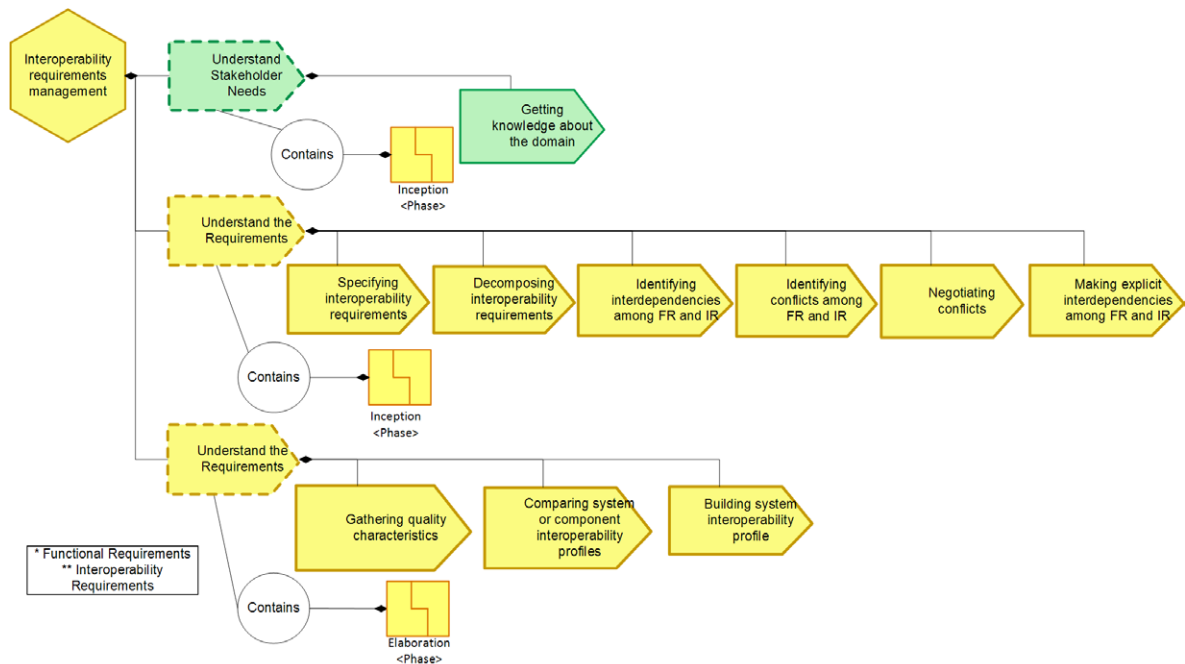 Interoperability
requirements
management
Understand
Stakeholder
Needs
Getting
knowledge about
the domain
Contains
Inception
<Phase>
Understand the
Requirements
Specifying
interoperability
requirements
Decomposing
interoperability
requirements
Identifying
interdependencies
among FR and IR
Identifying
conflicts among
FR and IR
Negotiating
conflicts
Making explicit
interdependencies
among FR and IR
Contains
Inception
<Phase>
Understand the
Requirements
Gathering quality
characteristics
Comparing system
or component
interoperability
profiles
Building system
interoperability
profile
* Functional Requirements
** Interoperability
Requirements
Contains
Elaboration
<Phase>